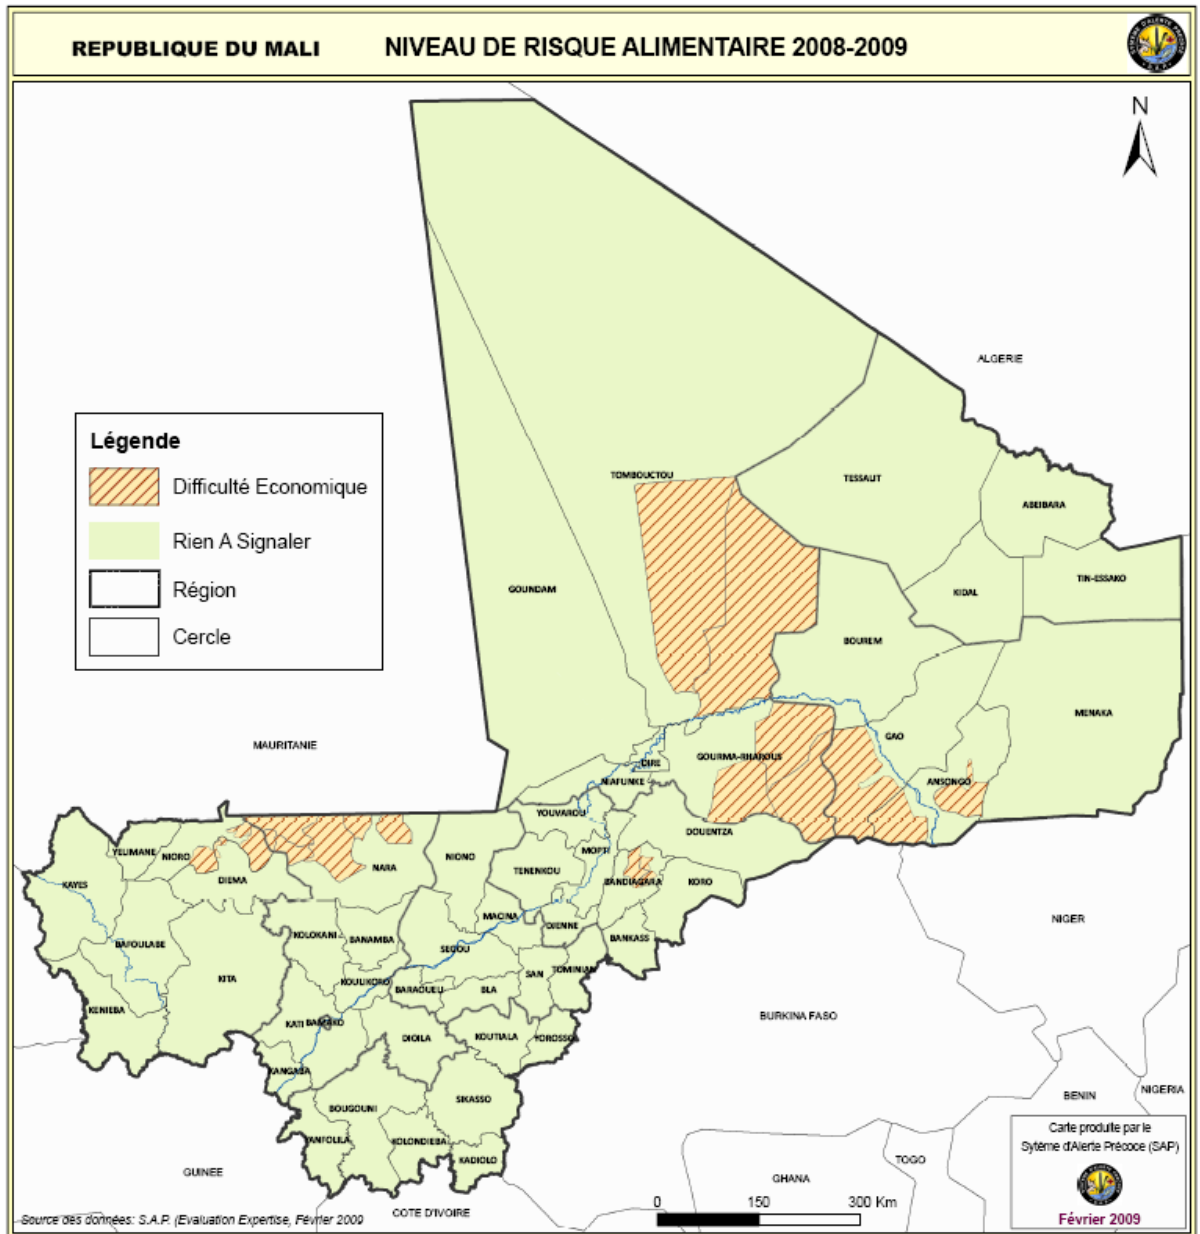 REPUBLIQUE DU MALI NIVEAU DE RISQUE ALIMENTAIRE 2008-2009
N
ALGERIE
Légende
Difficulté Economique
Rien A Signaler
Région
Cercle
TOMBOUCTOU
TESSALIT
ABEIBARA
GOUNDAM
KIDAL
TIN-ESSAKO
BOUREM
MENAKA
MAURITANIE
GAO
GOURMA-RHAROUS
DIRE
NIAFUNKE
ANSONGO
YOUVAROU
DOUENTZA
YELIMANE
NIORO
NARA
NIONO
MOPTI
TENENKOU
KAYES
DIEMA
BANDIAGARA
KORO
MACINA
DJENNE
NIGER
KOLOKANI
BANAMBA
BAFOULABE
SEGOU
BANKASS
KITA
SAN
TOMINIAN
KOULIKORO
BARAOUELI
BLA
KENIEBA
KATI
BAMAKO
BURKINA FASO
DIOILA
KOUTIALA
YOROSSO
KANGABA
BOUGOUNI
SIKASSO
BENIN
NIGERIA
YANFOLILA
KOLONDIEBA
KADIOLO
TOGO
GUINEE
GHANA
COTE D'IVOIRE
0 150 300 Km
Carte produite par le
Sytème d'Alerte Précoce (SAP)
Février 2009
Source des données: S.A.P. (Evaluation Expertise, Février 2009